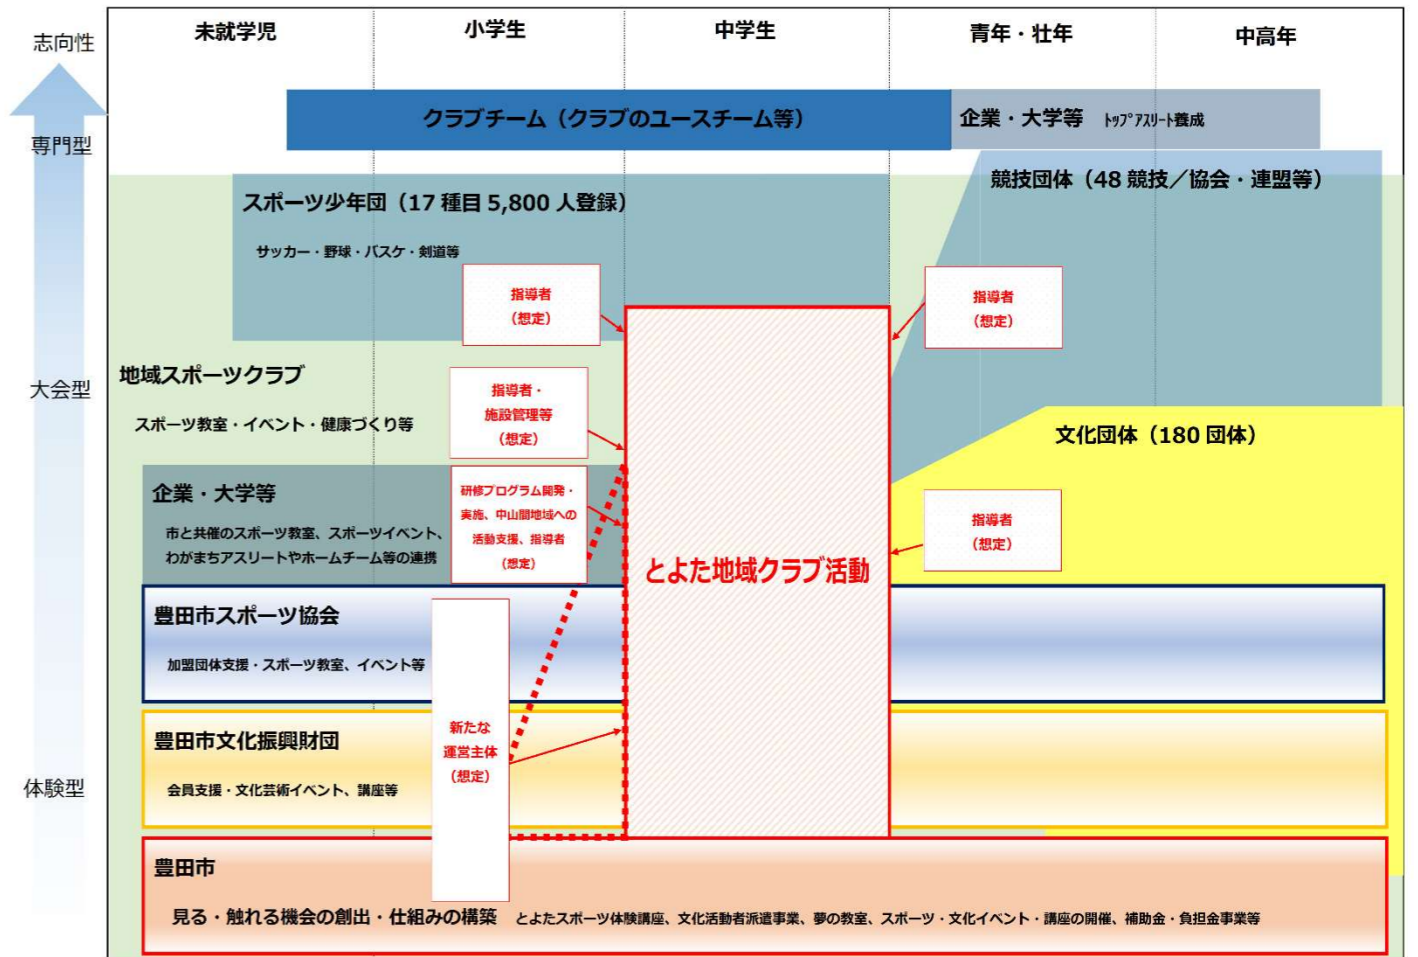 志向性
未就学児
小学生
中学生
青年・壮年
中高年
専門型
クラブチーム（クラブのユースチーム等）
企業・大学等 ﾄｯﾌﾟｱｽﾘｰﾄ養成
スポーツ少年団（17 種目 5,800 人登録）
サッカー・野球・バスケ・剣道等
競技団体（48 競技／協会・連盟等）
指導者
（想定）
指導者
（想定）
大会型
地域スポーツクラブ
スポーツ教室・イベント・健康づくり等
指導者・
施設管理等
（想定）
文化団体（180 団体）
企業・大学等
市と共催のスポーツ教室、スポーツイベント、
わがまちアスリートやホームチーム等の連携
研修プログラム開発・
実施、中山間地域への
活動支援、指導者
（想定）
指導者
（想定）
とよた地域クラブ活動
豊田市スポーツ協会
加盟団体支援・スポーツ教室、イベント等
新たな
運営主体
（想定）
体験型
豊田市文化振興財団
会員支援・文化芸術イベント、講座等
豊田市
見る・触れる機会の創出・仕組みの構築 とよたスポーツ体験講座、文化活動者派遣事業、夢の教室、スポーツ・文化イベント・講座の開催、補助金・負担金事業等